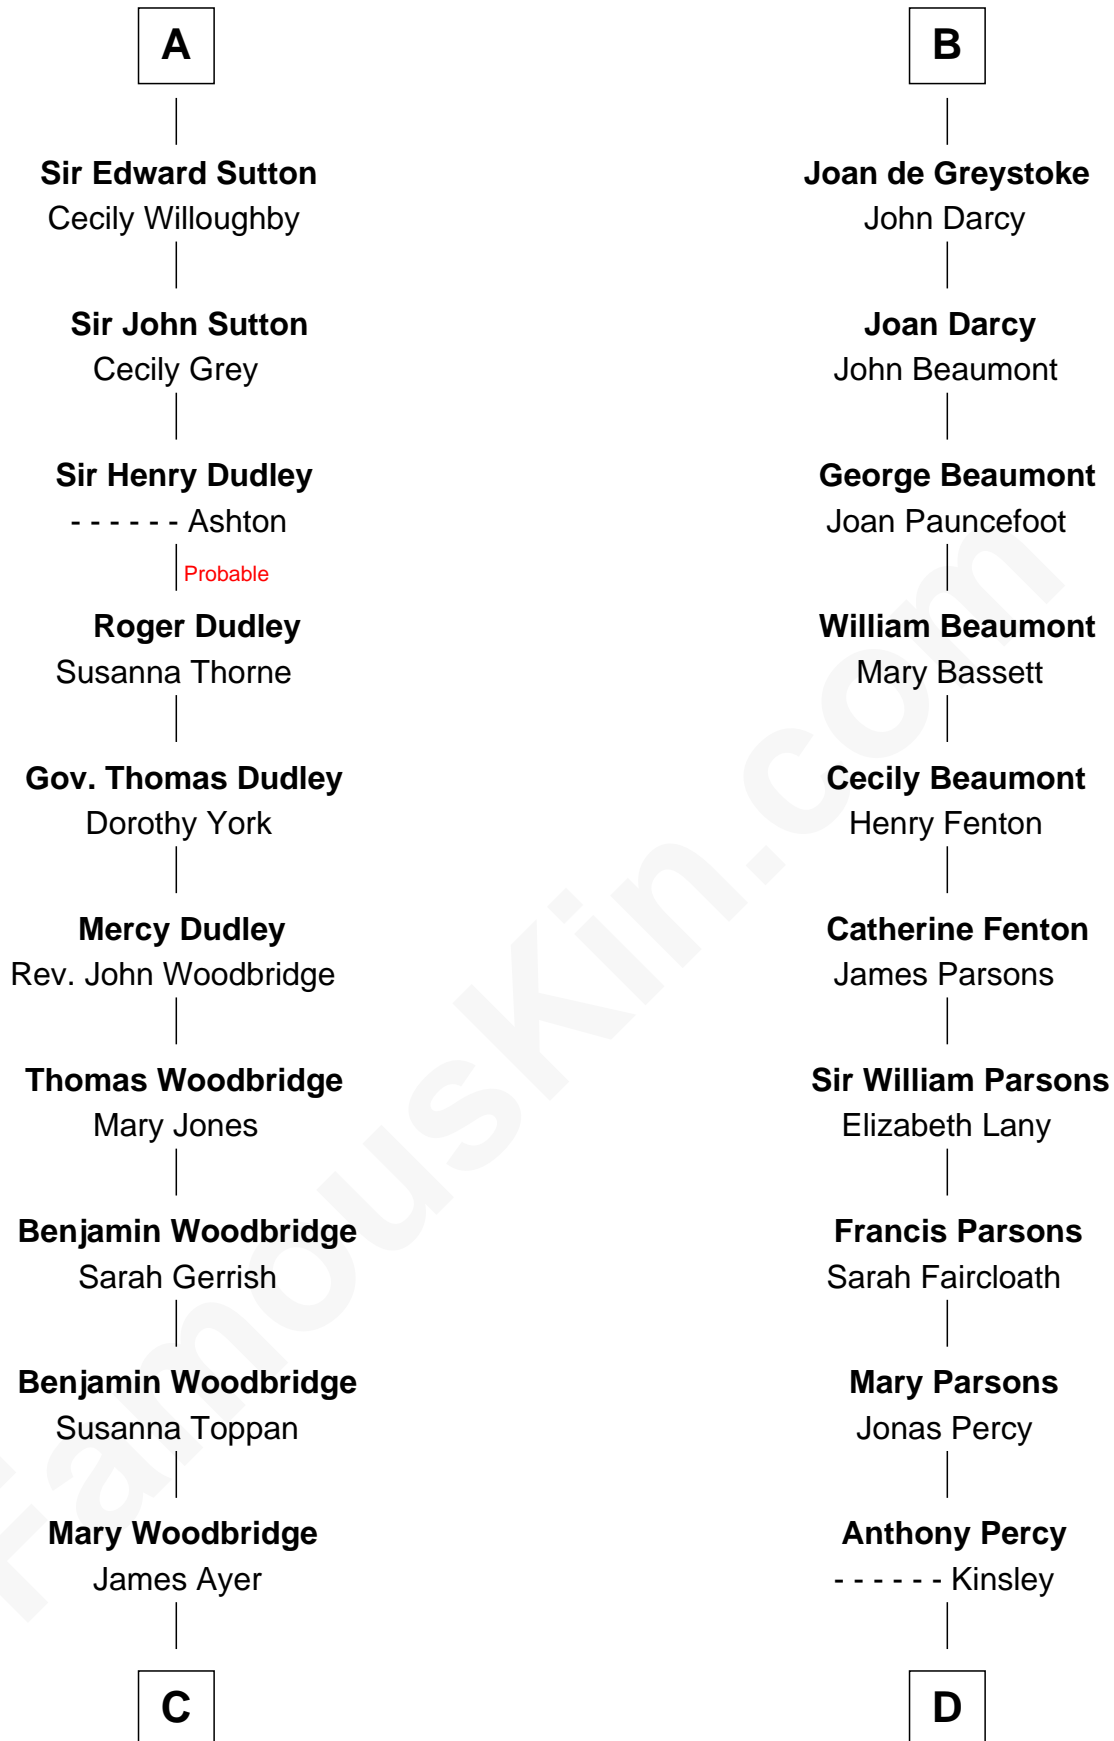 A
Sir Edward Sutton
Cecily Willoughby
Sir John Sutton
Cecily Grey
Sir Henry Dudley
- - - - - - Ashton
Probable
Roger Dudley
Susanna Thorne
Gov. Thomas Dudley
Dorothy York
Mercy Dudley
Rev. John Woodbridge
Thomas Woodbridge
Mary Jones
Benjamin Woodbridge
Sarah Gerrish
Benjamin Woodbridge
Susanna Toppan
Mary Woodbridge
James Ayer
C
B
Joan de Greystoke
John Darcy
Joan Darcy
John Beaumont
George Beaumont
Joan Pauncefoot
William Beaumont
Mary Bassett
Cecily Beaumont
Henry Fenton
Catherine Fenton
James Parsons
Sir William Parsons
Elizabeth Lany
Francis Parsons
Sarah Faircloath
Mary Parsons
Jonas Percy
Anthony Percy
- - - - - - Kinsley
D
FamousKin.com